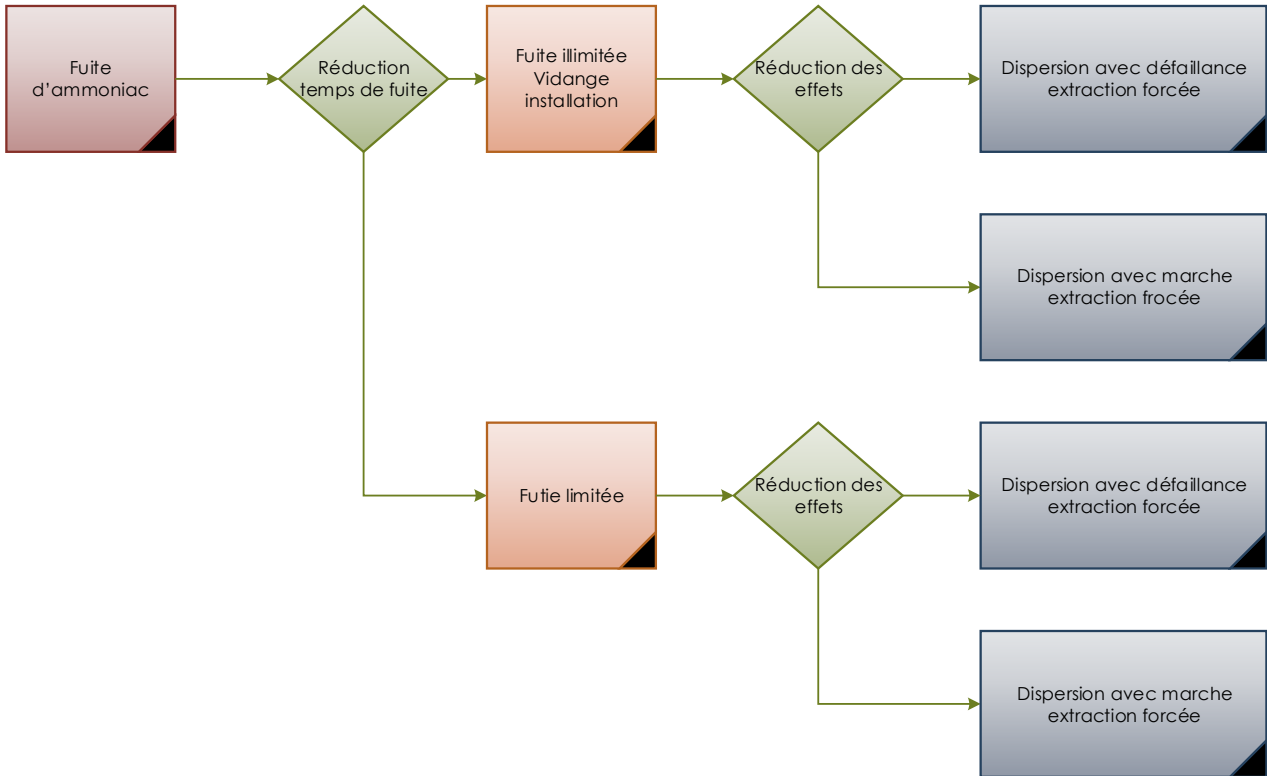 Fuite
d'ammoniac
Réduction
temps de fuite
Fuite illimitée
Vidange
installation
Réduction des
effets
Dispersion avec défaillance
extraction forcée
Dispersion avec marche
extraction frocée
Futie limitée
Réduction des
effets
Dispersion avec défaillance
extraction forcée
Dispersion avec marche
extraction forcée